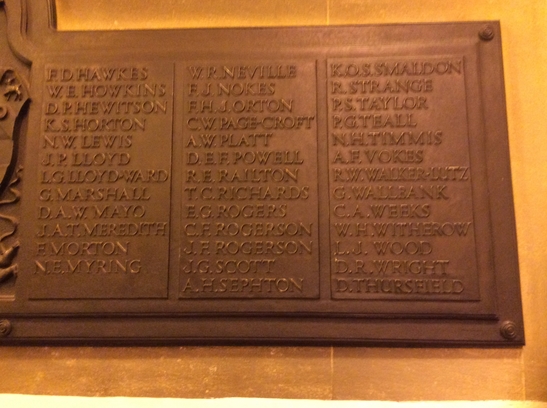 F.D.HAWKES
W.E.HOWKINS
D.P.HEWITSON
K.S.HORTON
N.W.LEWIS
J.P.LLOYD
L.G.LLOYD-WARD
G.MARSHALL
D.A.W.MAYO
J.A.T.MEREDITH
F.MORTON
N.E.MYRING
W.R.NEVILLE
F.J.NOKES
F.H.J.ORTON
C.W.PAGE-CROFT
A.W.PLATT
D.E.F.POWELL
R.E.RALSTON
T.C.RICHARDS
E.G.ROGERS
C.F.ROGERSON
J.F.ROGERSON
J.G.SCOTT
A.H.SEPHTON
K.O.S.SMALDON
R.STRANGE
P.S.TAYLOR
P.G.TEALL
N.H.TIMMIS
A.F.VOKES
R.W.WALKER-LUTZ
G.WALLBANK
C.A.WEEKS
W.H.WITHEROW
L.J.WOOD
D.R.WRIGHT
D.THURSFIELD